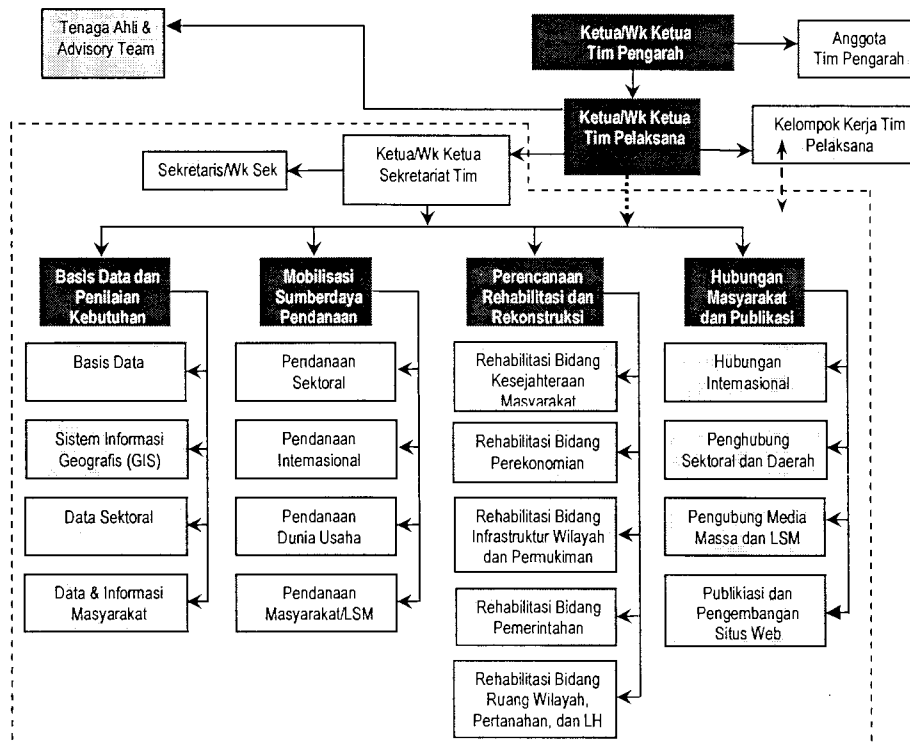 Tenaga Ahli &
Advisory Team
Ketua/Wk Ketua
Tim Pengarah
Anggota
Tim Pengarah
Ketua/Wk Ketua
Tim Pelaksana
Kelompok Kerja Tim
Pelaksana
Sekretaris/Wk Sek
Ketua/Wk Ketua
Sekretariat Tim
Basis Data dan
Penilaian
Kebutuhan
Basis Data
Sistem Informasi
Geografis (GIS)
Data Sektoral
Data & Informasi
Masyarakat
Mobilisasi
Sumberdaya
Pendanaan
Pendanaan
Sektoral
Pendanaan
Internasional
Pendanaan
Dunia Usaha
Pendanaan
Masyarakat/LSM
Perencanaan
Rehabilitasi dan
Rekonstruksi
Rehabilitasi Bidang
Kesejahteraan
Masyarakat
Rehabilitasi Bidang
Perekonomian
Rehabilitasi Bidang
Infrastruktur Wilayah
dan Permukiman
Rehabilitasi Bidang
Pemerintahan
Rehabilitasi Bidang
Ruang Wilayah,
Pertanahan, dan LH
Hubungan
Masyarakat
dan Publikasi
Hubungan
Internasional
Penghubung
Sektoral dan Daerah
Pengubung Media
Massa dan LSM
Publikiasi dan
Pengembangan
Situs Web